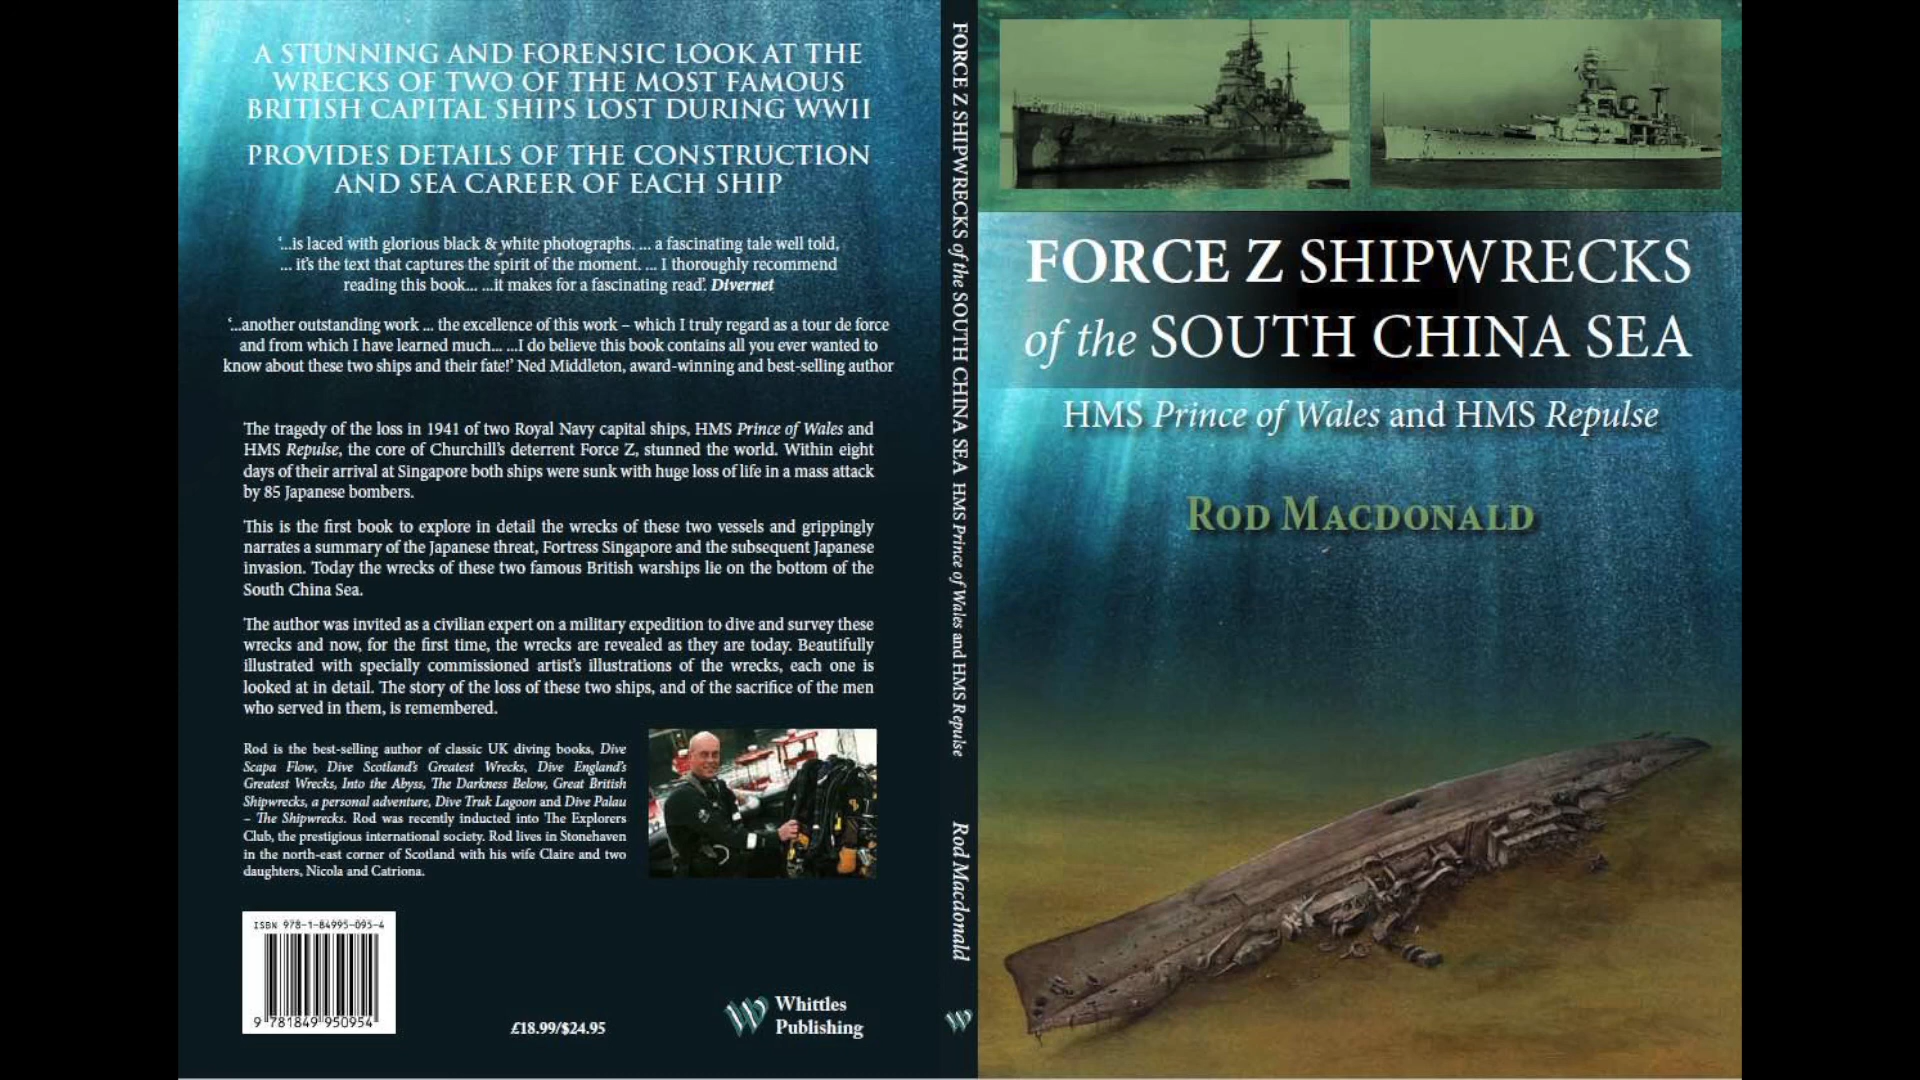 A STUNNING AND FORENSIC LOOK AT THE
WRECKS OF TWO OF THE MOST FAMOUS
BRITISH CAPITAL SHIPS LOST DURING WWII
PROVIDES DETAILS OF THE CONSTRUCTION
AND SEA CAREER OF EACH SHIP
‘...is laced with glorious black & white photographs. ... a fascinating tale well told,
... it's the text that captures the spirit of the moment. ... I thoroughly recommend
reading this book... ...it makes for a fascinating read’. Divernet
‘...another outstanding work ... the excellence of this work – which I truly regard as a tour de force
and from which I have learned much... ...I do believe this book contains all you ever wanted to
know about these two ships and their fate!’ Ned Middleton, award-winning and best-selling author
The tragedy of the loss in 1941 of two Royal Navy capital ships, HMS Prince of Wales and
HMS Repulse, the core of Churchill's deterrent Force Z, stunned the world. Within eight
days of their arrival at Singapore both ships were sunk with huge loss of life in a mass attack
by 85 Japanese bombers.
This is the first book to explore in detail the wrecks of these two vessels and grippingly
narrates a summary of the Japanese threat, Fortress Singapore and the subsequent Japanese
invasion. Today the wrecks of these two famous British warships lie on the bottom of the
South China Sea.
The author was invited as a civilian expert on a military expedition to dive and survey these
wrecks and now, for the first time, the wrecks are revealed as they are today. Beautifully
illustrated with specially commissioned artist's illustrations of the wrecks, each one is
looked at in detail. The story of the loss of these two ships, and of the sacrifice of the men
who served in them, is remembered.
Rod is the best-selling author of classic UK diving books, Dive
Scapa Flow, Dive Scotland's Greatest Wrecks, Dive England's
Greatest Wrecks, Into the Abyss, The Darkness Below, Great British
Shipwrecks, a personal adventure, Dive Truk Lagoon and Dive Palau
– The Shipwrecks. Rod was recently inducted into The Explorers
Club, the prestigious international society. Rod lives in Stonehaven
in the north-east corner of Scotland with his wife Claire and two
daughters, Nicola and Catriona.
ISBN 978-1-84995-095-4
9 781849 950954
£18.99/$24.95
Whittles
Publishing
FORCE Z SHIPWRECKS of the SOUTH CHINA SEA HMS Prince of Wales and HMS Repulse Rod Macdonald
FORCE Z SHIPWRECKS
of the SOUTH CHINA SEA
HMS Prince of Wales and HMS Repulse
ROD MACDONALD